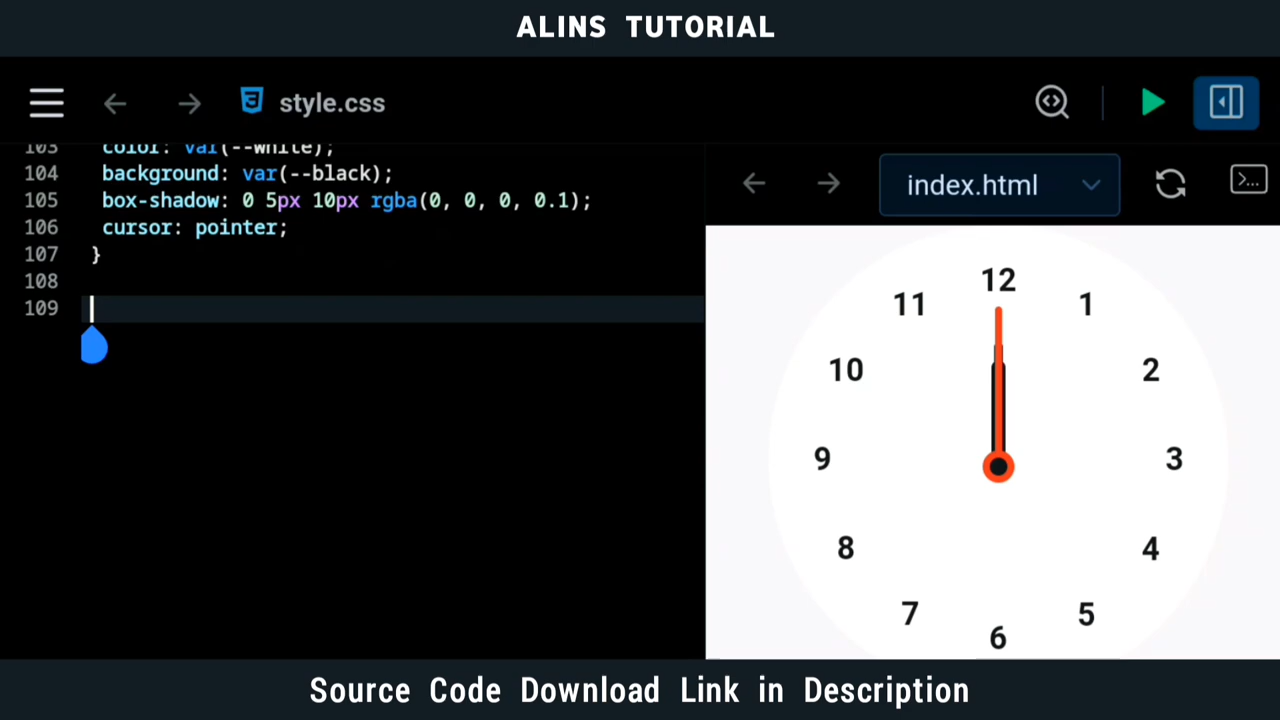 ALINS TUTORIAL
style.css
103 color: var(--white);
104 background: var(--black);
105 box-shadow: 0 5px 10px rgba(0, 0, 0, 0.1);
106 cursor: pointer;
107 }
108
109
index.html
12
11 1
10 2
9 3
8 4
7 5
6
Source Code Download Link in Description